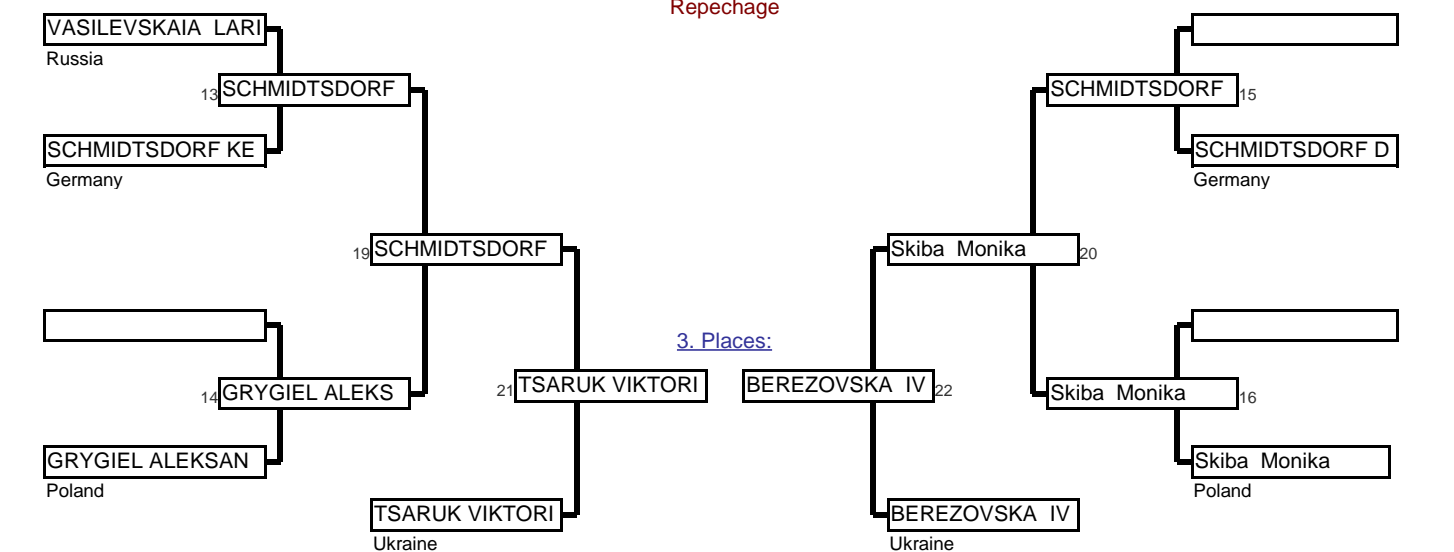 Repechage
VASILEVSKAIA LARI
Russia
13 SCHMIDTSDORF
SCHMIDTSDORF 15
SCHMIDTSDORF KE
Germany
SCHMIDTSDORF D
Germany
19 SCHMIDTSDORF
Skiba Monika 20
3. Places:
14 GRYGIEL ALEKS
21 TSARUK VIKTORI
BEREZOVSKA IV 22
Skiba Monika 16
GRYGIEL ALEKSAN
Poland
Skiba Monika
Poland
TSARUK VIKTORI
Ukraine
BEREZOVSKA IV
Ukraine